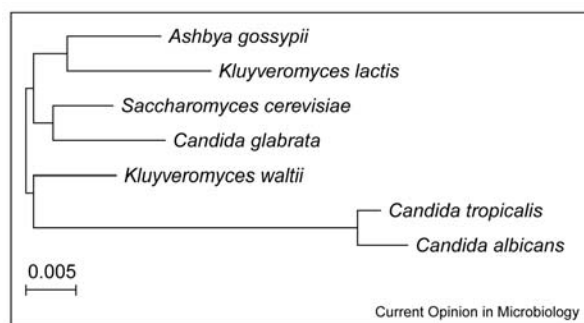 Ashbya gossypii
Kluyveromyces lactis
Saccharomyces cerevisiae
Candida glabrata
Kluyveromyces waltii
Candida tropicalis
Candida albicans
0.005
Current Opinion in Microbiology